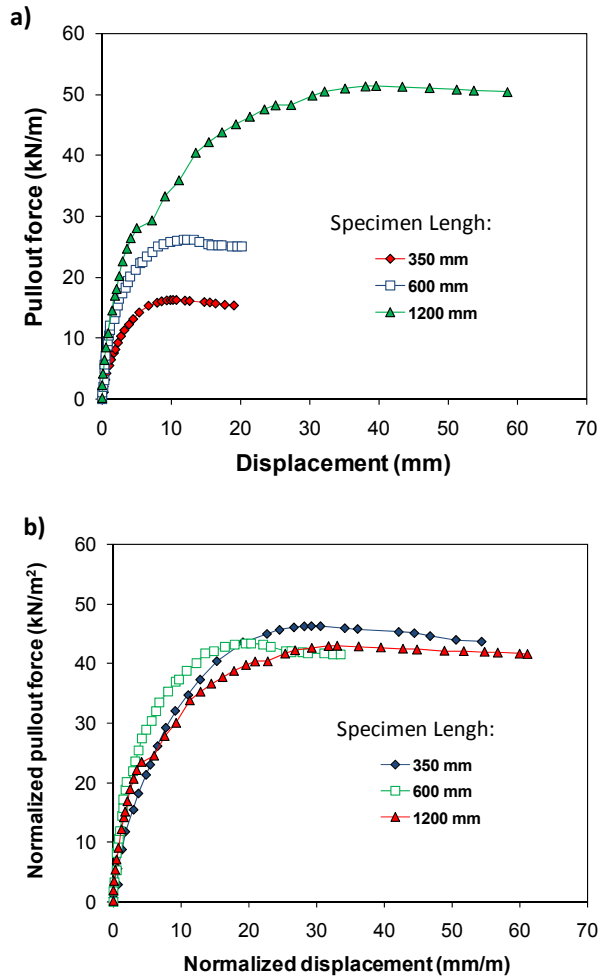 a)
60
50
40
30
20
10
0
Pullout force (kN/m)
Specimen Lengh:
350 mm
600 mm
1200 mm
0 10 20 30 40 50 60 70
Displacement (mm)
b)
60
50
40
30
20
10
0
Normalized pullout force (kN/m²)
Specimen Lengh:
350 mm
600 mm
1200 mm
0 10 20 30 40 50 60 70
Normalized displacement (mm/m)